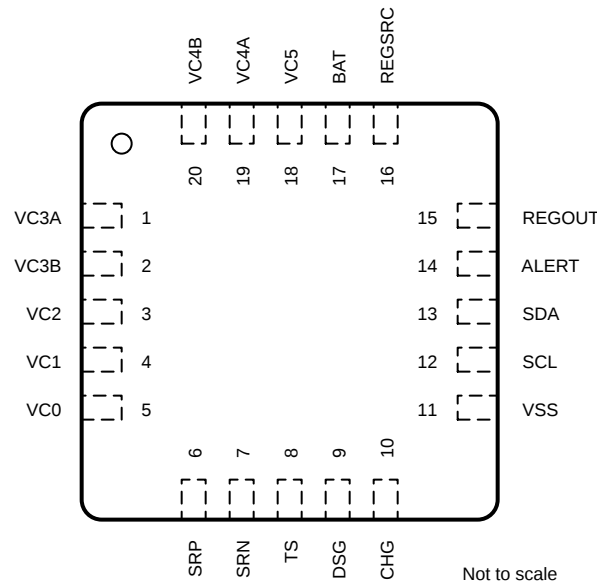 VC4B VC4A VC5 BAT REGSRC
20 19 18 17 16
VC3A 1 15 REGOUT
VC3B 2 14 ALERT
VC2 3 13 SDA
VC1 4 12 SCL
VC0 5 11 VSS
6 7 8 9 10
SRP SRN TS DSG CHG
Not to scale